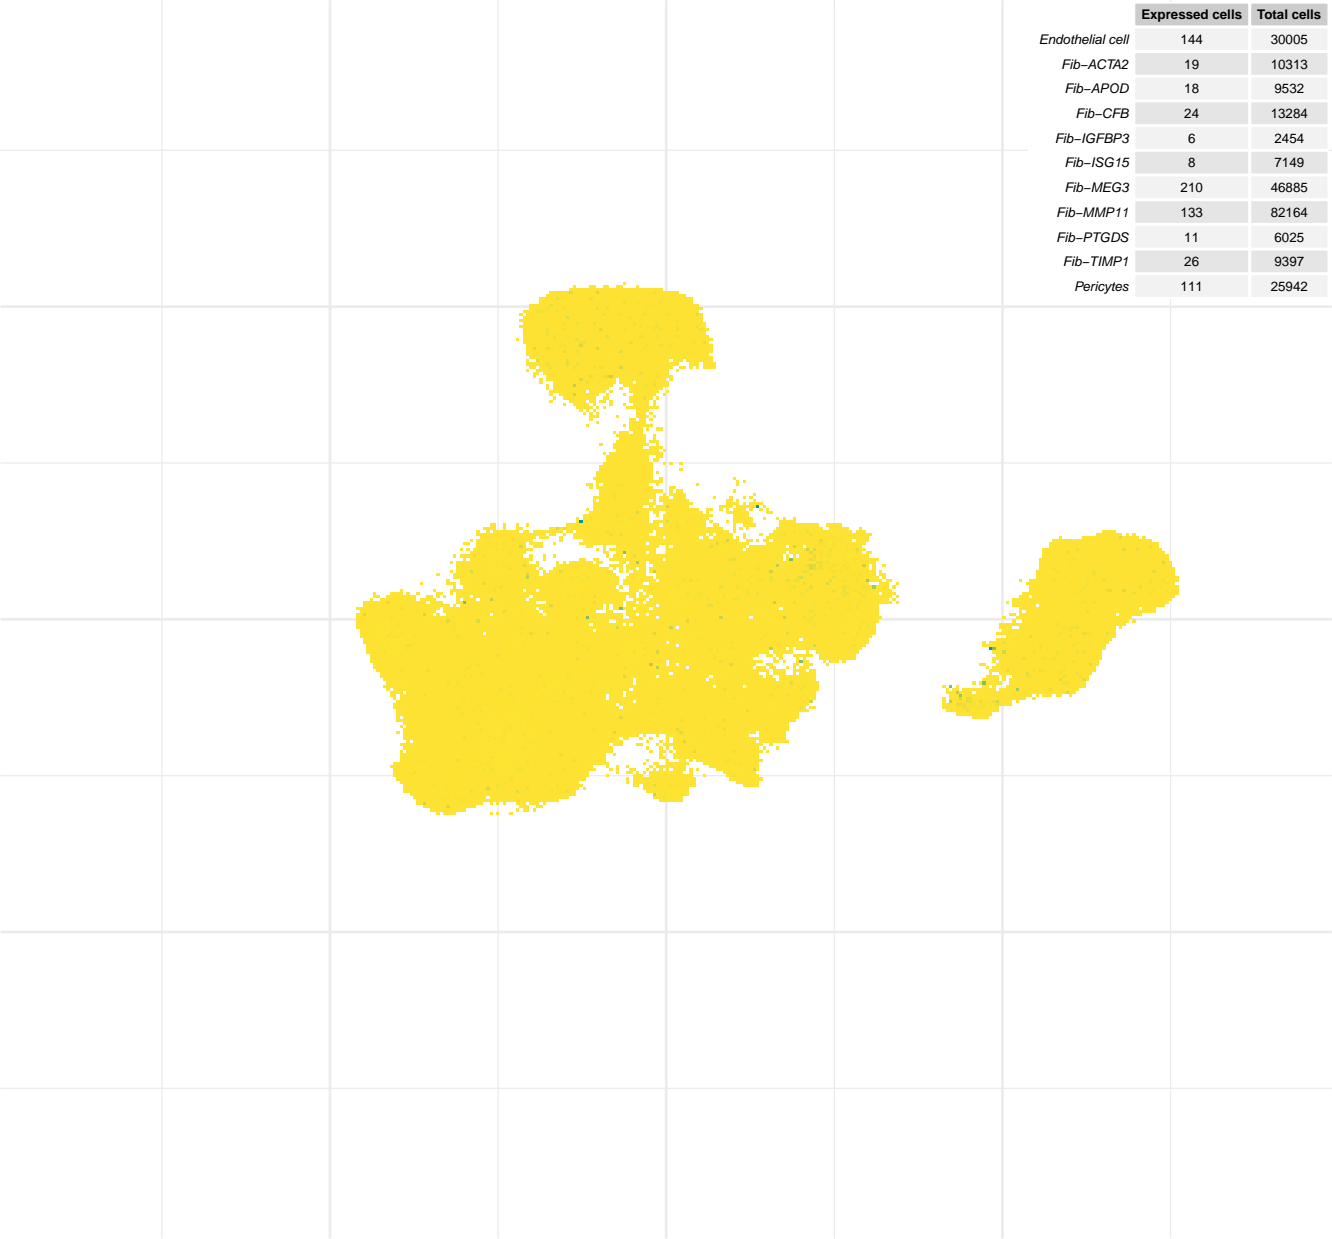 Expressed cells Total cells
Endothelial cell 144 30005
Fib−ACTA2 19 10313
Fib−APOD 18 9532
Fib−CFB 24 13284
Fib−IGFBP3 6 2454
Fib−ISG15 8 7149
Fib−MEG3 210 46885
Fib−MMP11 133 82164
Fib−PTGDS 11 6025
Fib−TIMP1 26 9397
Pericytes 111 25942